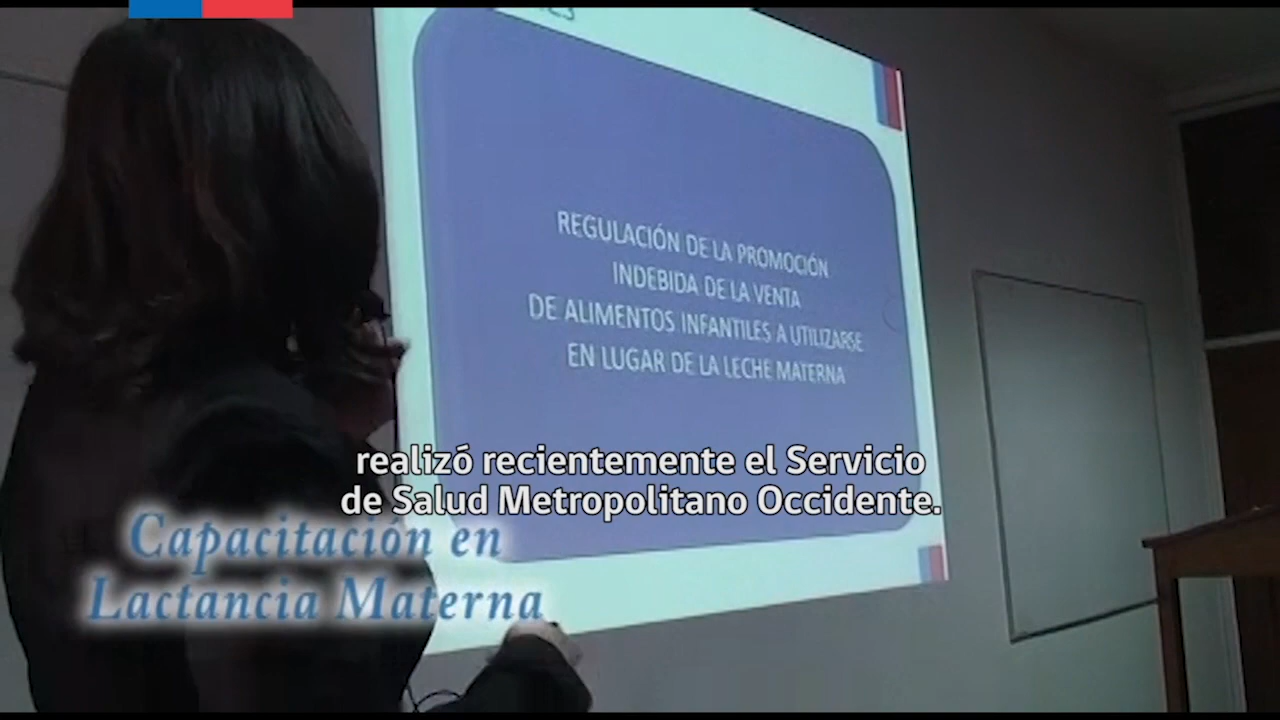 REGULACIÓN DE LA PROMOCIÓN
INDEBIDA DE LA VENTA
DE ALIMENTOS INFANTILES A UTILIZARSE
EN LUGAR DE LA LECHE MATERNA
realizó recientemente el Servicio
de Salud Metropolitano Occidente.
Capacitación en
Lactancia Materna